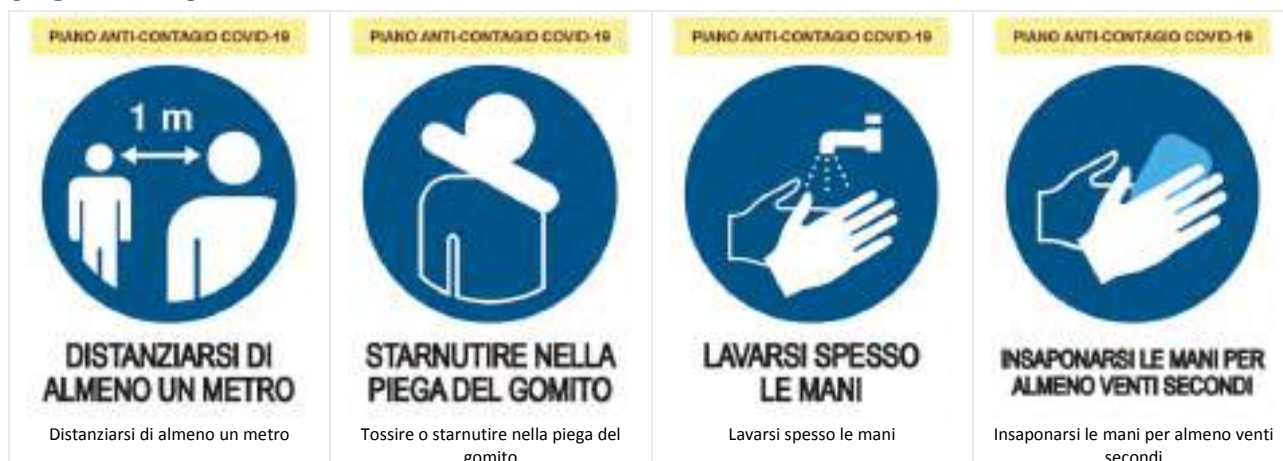 PIANO ANTI-CONTAGIO COVID-19
1 m
DISTANZIARSI DI
ALMENO UN METRO
Distanziarsi di almeno un metro
PIANO ANTI-CONTAGIO COVID-19
STARNUTIRE NELLA
PIEGA DEL GOMITO
Tossire o starnutire nella piega del
gomito
PIANO ANTI-CONTAGIO COVID-19
LAVARSI SPESSO
LE MANI
Lavarsi spesso le mani
PIANO ANTI-CONTAGIO COVID-19
INSAPONARSI LE MANI PER
ALMENO VENTI SECONDI
Insaponarsi le mani per almeno venti
secondi